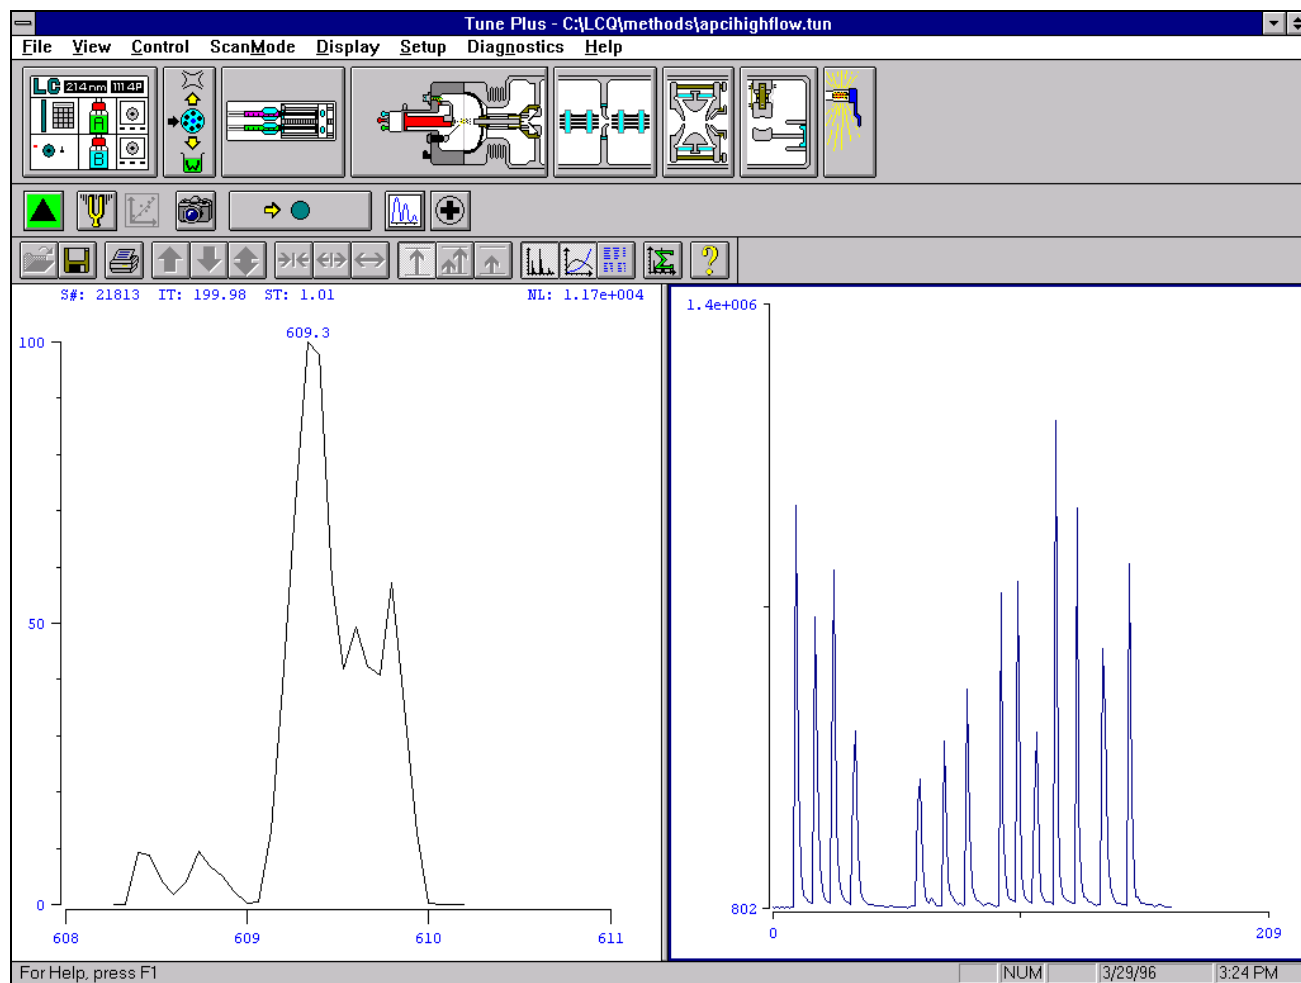 Tune Plus - C:\LCQ\methods\apcihighflow.tun
File View Control ScanMode Display Setup Diagnostics Help
LC 214nm 1114P
A
B
W
S#: 21813 IT: 199.98 ST: 1.01 NL: 1.17e+004
609.3
100
50
0
608 609 610 611
1.4e+006
802
0 209
For Help, press F1 NUM 3/29/96 3:24 PM